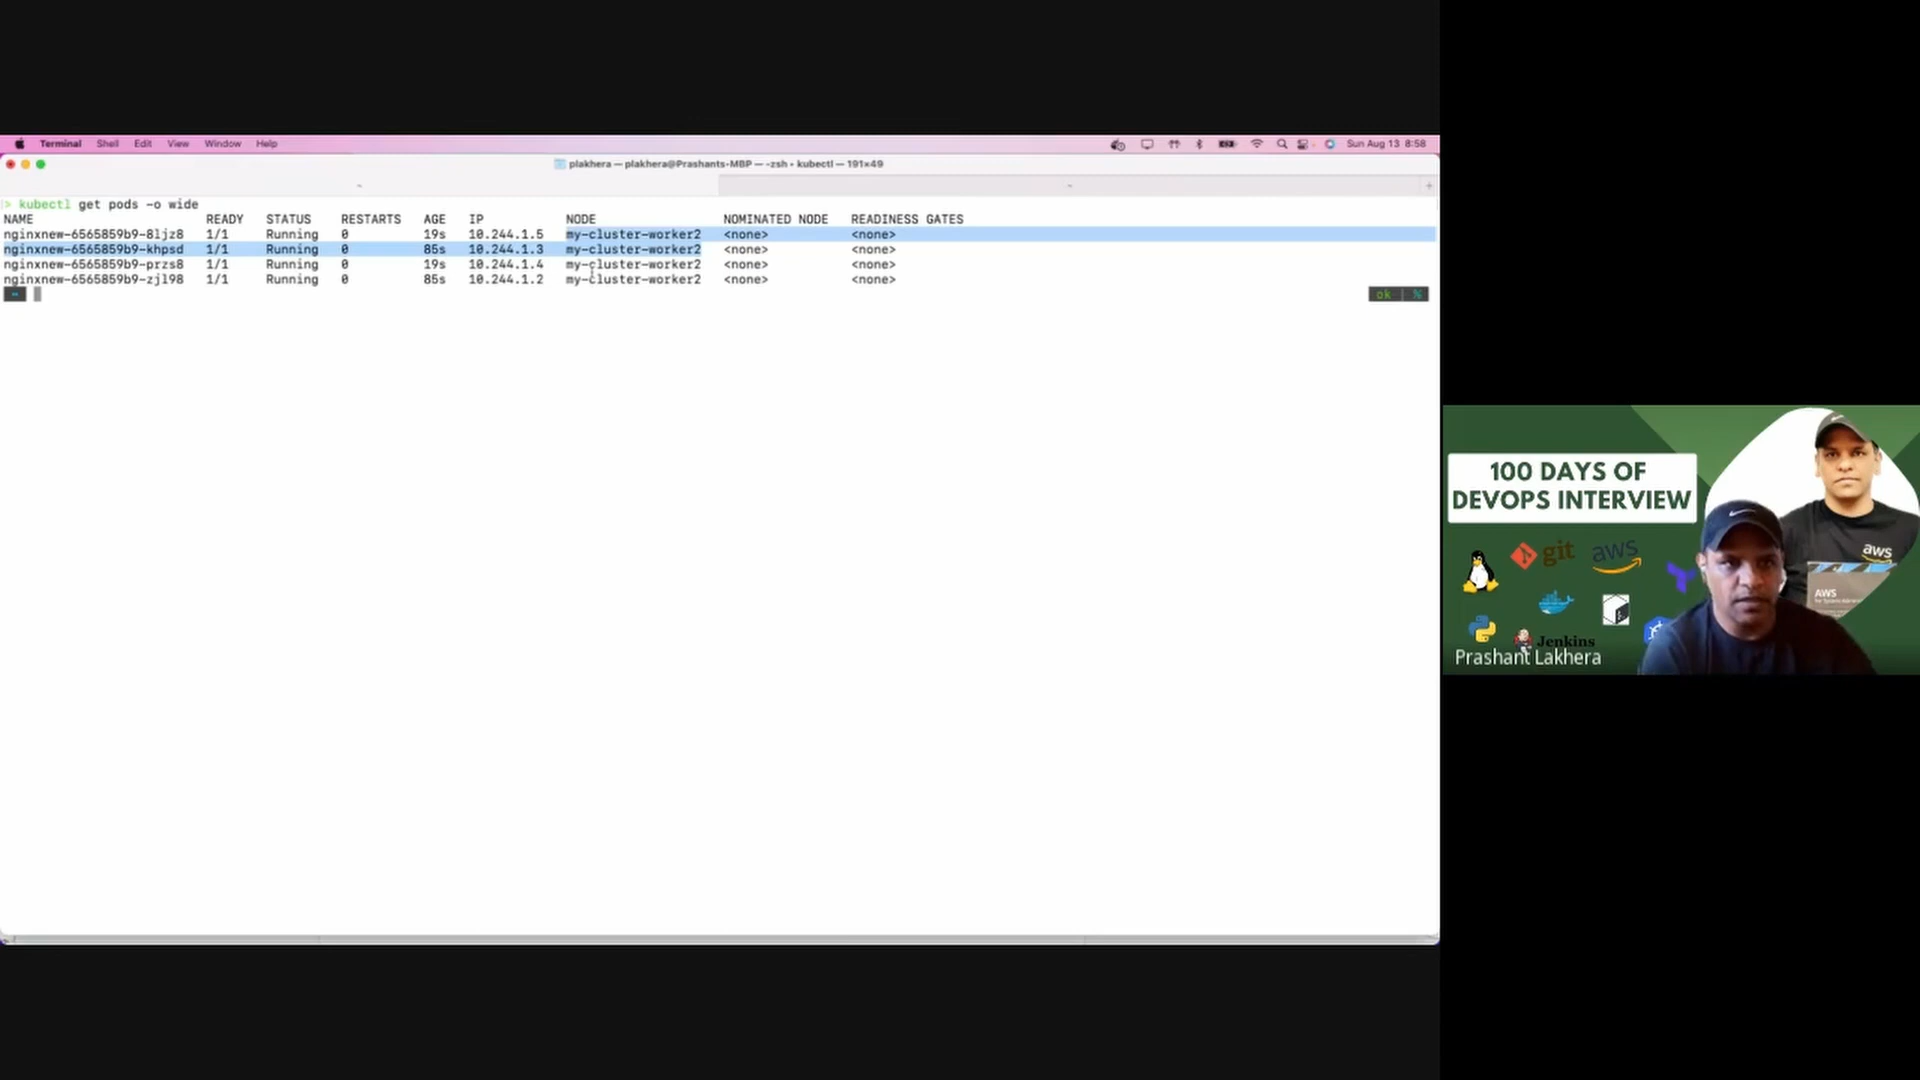 Terminal Shell Edit View Window Help
Sun Aug 13 8:58
plakhera — plakhera@Prashants-MBP — -zsh • kubectl — 191×49
> kubectl get pods -o wide
NAME READY STATUS RESTARTS AGE IP NODE NOMINATED NODE READINESS GATES
nginxnew-6565859b9-8ljz8 1/1 Running 0 19s 10.244.1.5 my-cluster-worker2 <none> <none>
nginxnew-6565859b9-khpsd 1/1 Running 0 85s 10.244.1.3 my-cluster-worker2 <none> <none>
nginxnew-6565859b9-przs8 1/1 Running 0 19s 10.244.1.4 my-cluster-worker2 <none> <none>
nginxnew-6565859b9-zjl98 1/1 Running 0 85s 10.244.1.2 my-cluster-worker2 <none> <none>
~
ok | %
100 DAYS OF
DEVOPS INTERVIEW
git
aws
aws
AWS
Jenkins
Prashant Lakhera